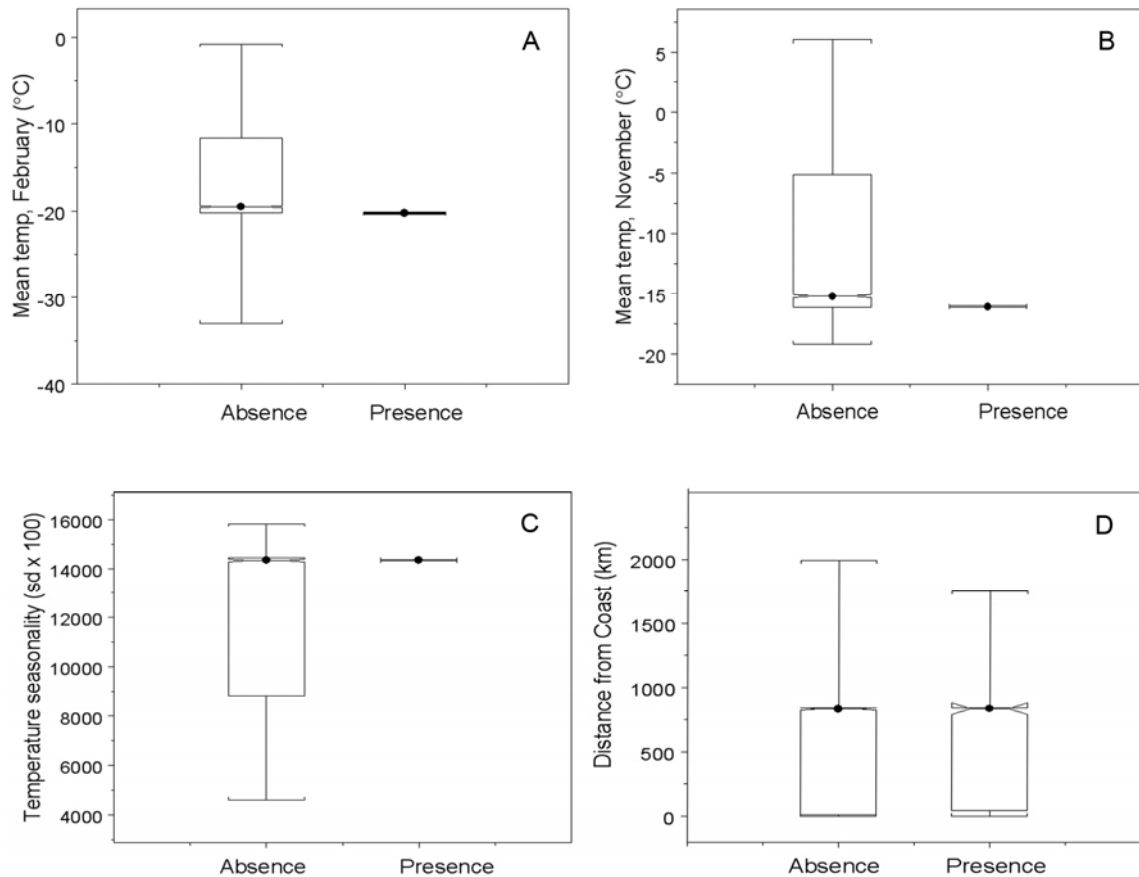 A
Mean temp, February (°C)
0
-10
-20
-30
-40
Absence
Presence
B
Mean temp, November (°C)
5
0
-5
-10
-15
-20
Absence
Presence
C
Temperature seasonality (sd x 100)
16000
14000
12000
10000
8000
6000
4000
Absence
Presence
D
Distance from Coast (km)
2000
1500
1000
500
0
Absence
Presence